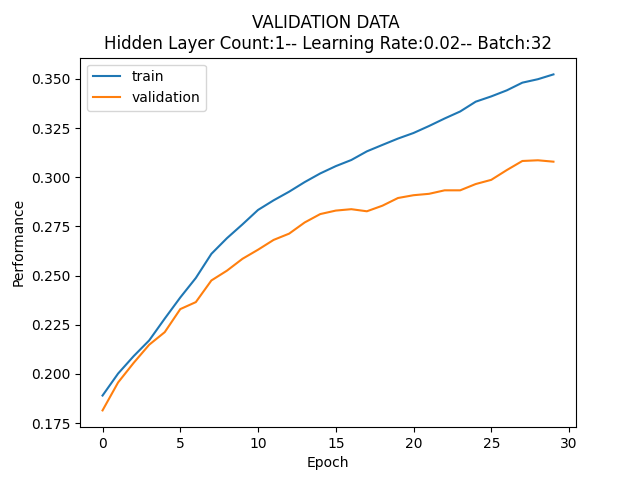 VALIDATION DATA
Hidden Layer Count:1-- Learning Rate:0.02-- Batch:32
train
validation
Performance
0.350
0.325
0.300
0.275
0.250
0.225
0.200
0.175
0 5 10 15 20 25 30
Epoch